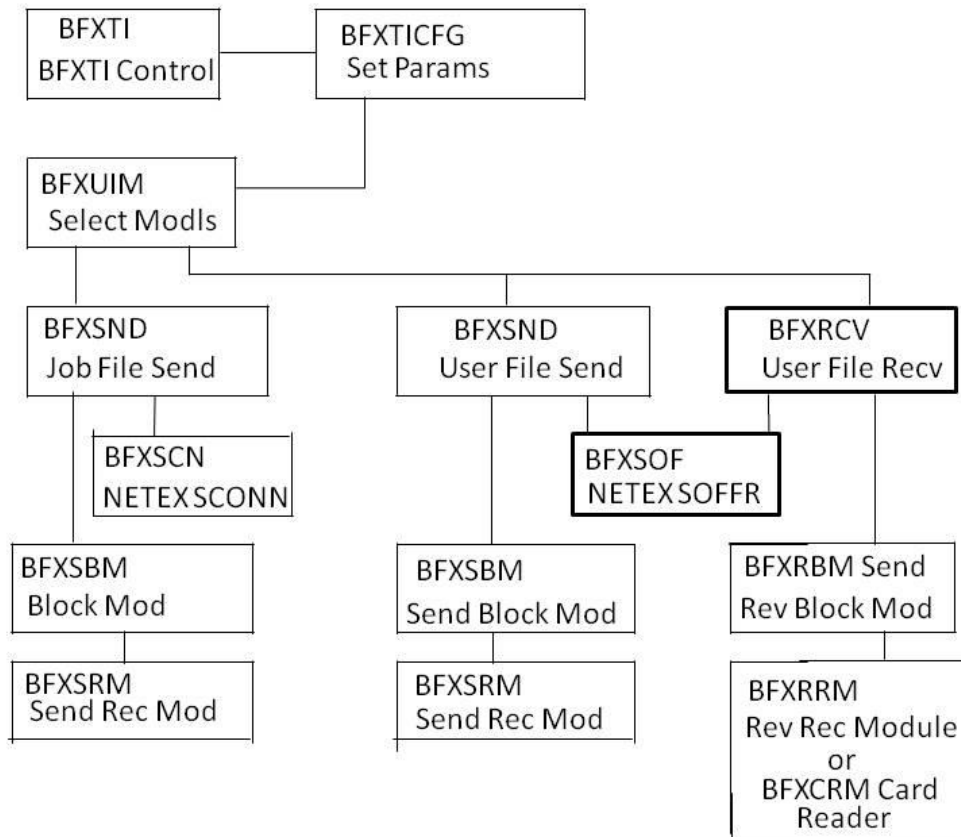 BFXTI
BFXTI Control
BFXTICFG
Set Params
BFXUIM
Select Modls
BFXSND
Job File Send
BFXSND
User File Send
BFXRCV
User File Recv
BFXSCN
NETEX SCONN
BFXSOF
NETEX SOFFR
BFXSBM
Block Mod
BFXSBM
Send Block Mod
BFXRBM Send
Rev Block Mod
BFXSRM
Send Rec Mod
BFXSRM
Send Rec Mod
BFXRRM
Rev Rec Module
or
BFXCRM Card
Reader